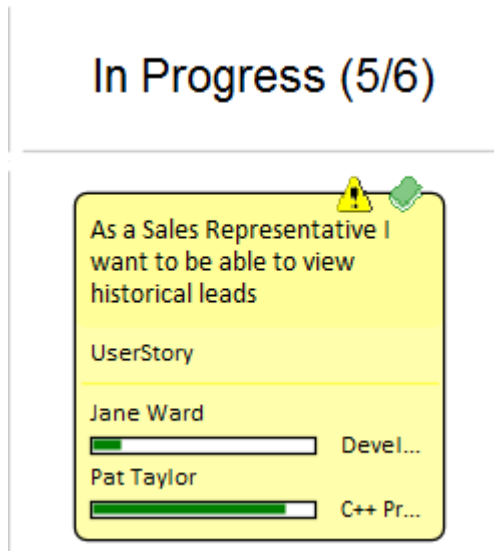 In Progress (5/6)
As a Sales Representative I
want to be able to view
historical leads
UserStory
Jane Ward
Devel...
Pat Taylor
C++ Pr...